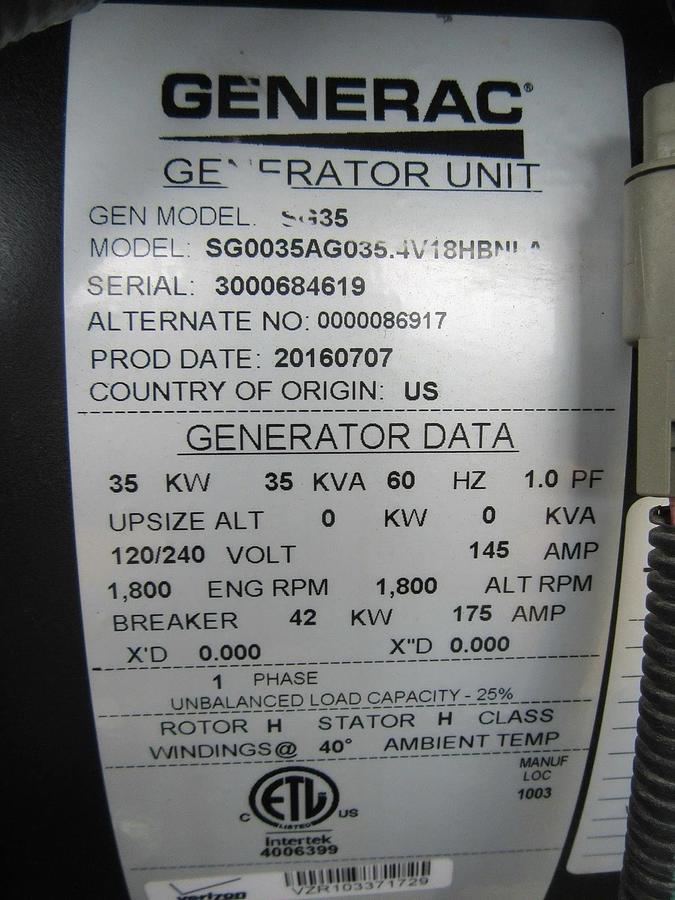 GENERAC®
GENERATOR UNIT
GEN MODEL: SG35
MODEL: SG0035AG035.4V18HBNLA
SERIAL: 3000684619
ALTERNATE NO: 0000086917
PROD DATE: 20160707
COUNTRY OF ORIGIN: US
GENERATOR DATA
35 KW 35 KVA 60 HZ 1.0 PF
UPSIZE ALT 0 KW 0 KVA
120/240 VOLT 145 AMP
1,800 ENG RPM 1,800 ALT RPM
BREAKER 42 KW 175 AMP
X'D 0.000 X"D 0.000
1 PHASE
UNBALANCED LOAD CAPACITY - 25%
ROTOR H STATOR H CLASS
WINDINGS@ 40° AMBIENT TEMP
MANUF
LOC
1003
C ETL US
LISTED
Intertek
4006399
verizon
VZR103371729